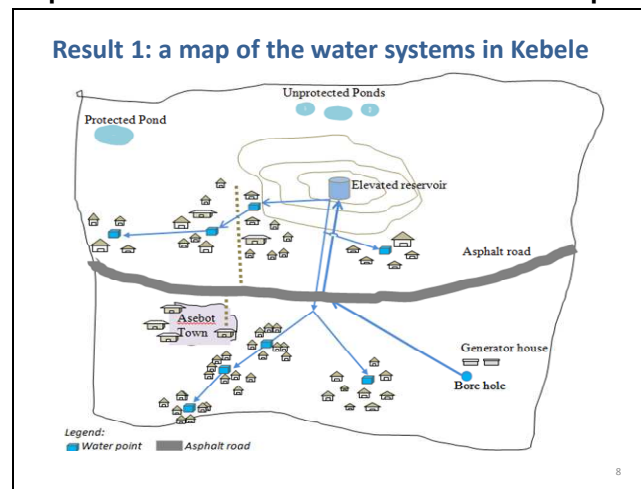 Result 1: a map of the water systems in Kebele
Unprotected Ponds
Protected Pond
Elevated reservoir
Asphalt road
Asebot
Town
Generator house
Bore hole
Legend:
Water point
Asphalt road
8